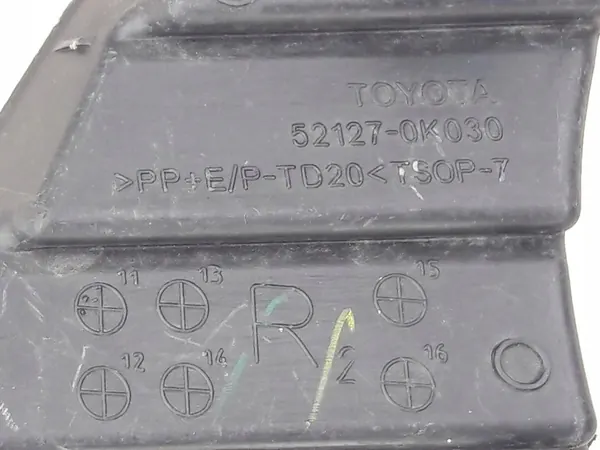 TOYOTA
52127-0K030
>PP+E/P-TD20<TSOP-7
11 13 15
R
12 14 2 16